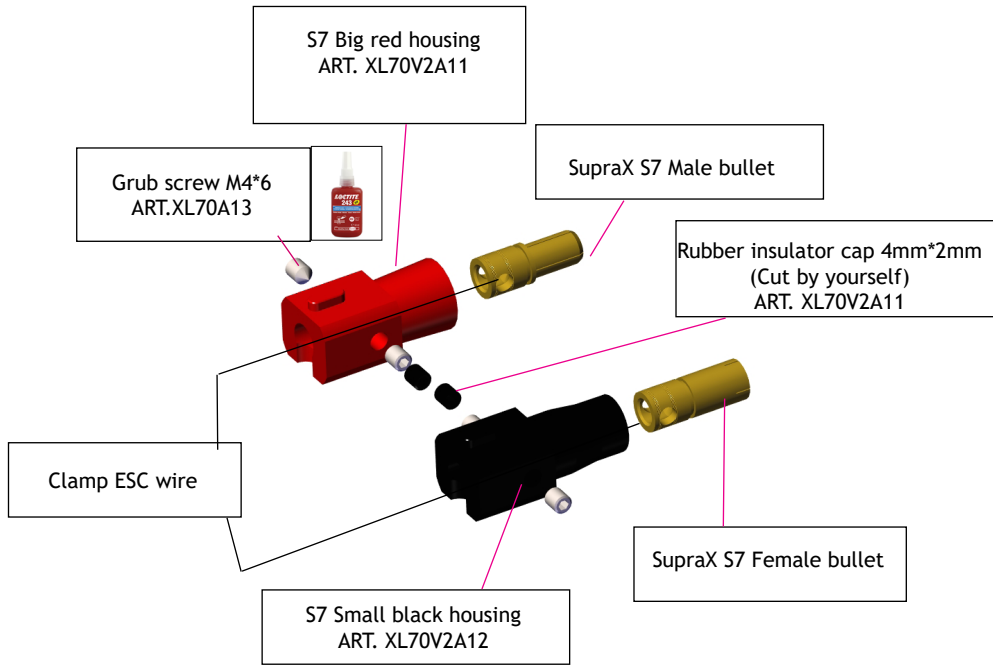 S7 Big red housing
ART. XL70V2A11
Grub screw M4*6
ART.XL70A13
LOCTITE
243
SupraX S7 Male bullet
Rubber insulator cap 4mm*2mm
(Cut by yourself)
ART. XL70V2A11
Clamp ESC wire
SupraX S7 Female bullet
S7 Small black housing
ART. XL70V2A12